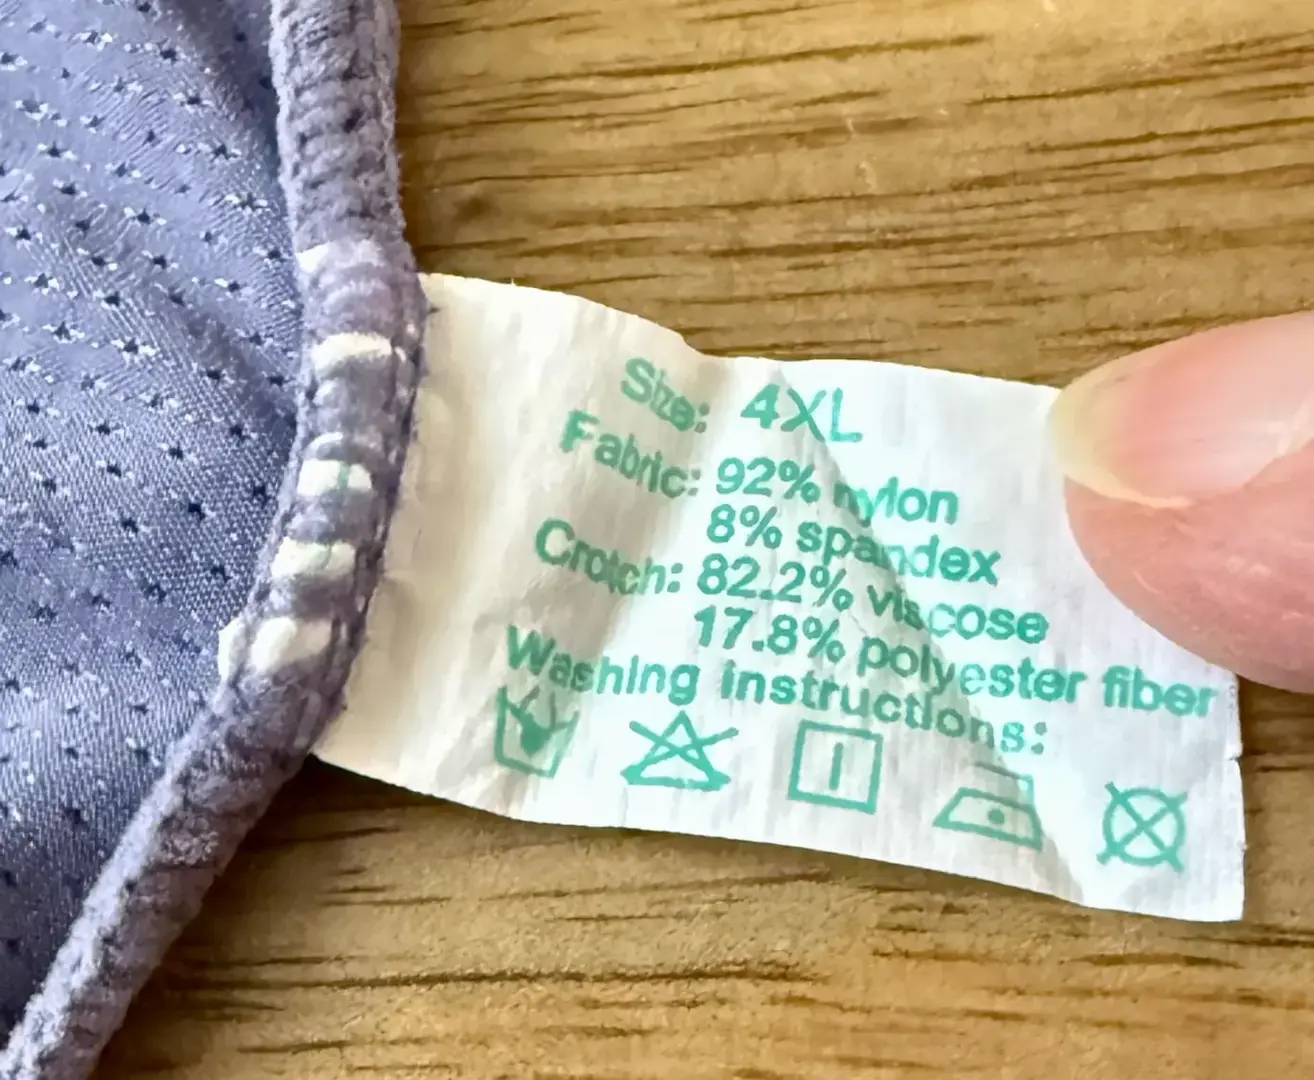 Size: 4XL
Fabric: 92% nylon
8% spandex
Crotch: 82.2% viscose
17.8% polyester fiber
Washing instructions: